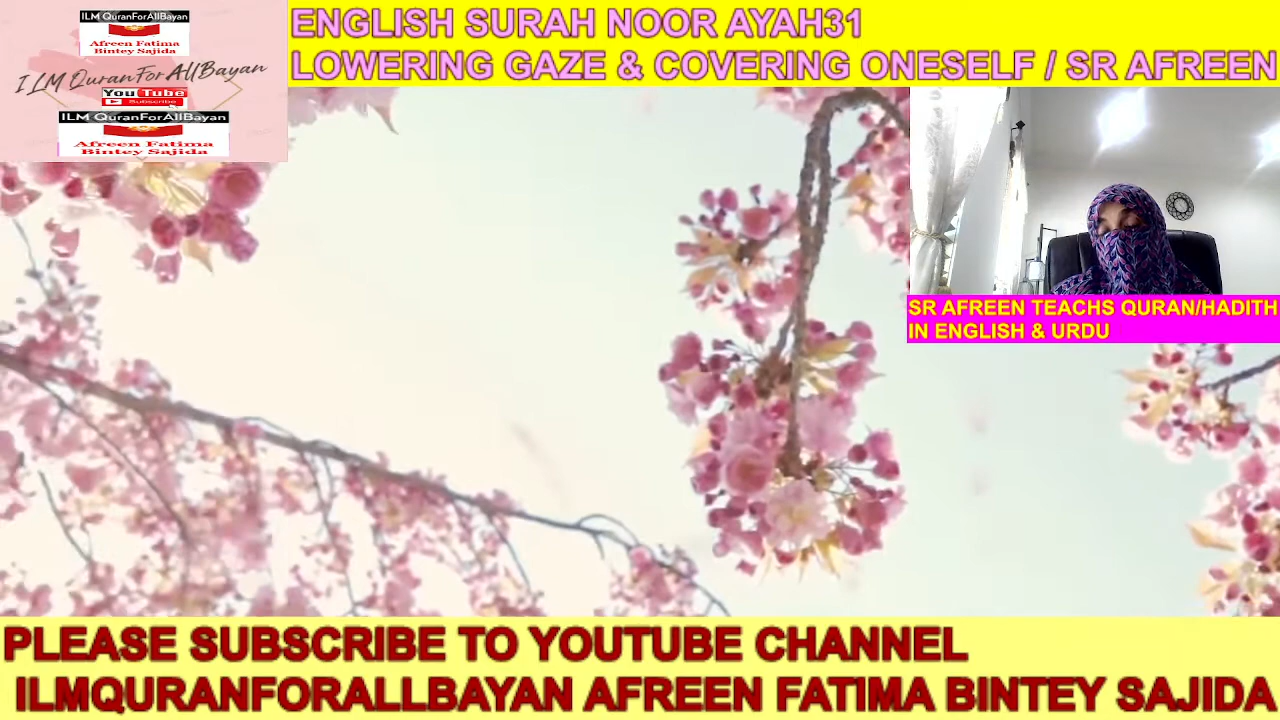 ILM QuranForAllBayan
Afreen Fatima
Bintey Sajida
ILM QuranForAllBayan
YouTube
Subscribe
ILM QuranForAllBayan
Afreen Fatima
Bintey Sajida
ENGLISH SURAH NOOR AYAH31
LOWERING GAZE & COVERING ONESELF / SR AFREEN
SR AFREEN TEACHS QURAN/HADITH
IN ENGLISH & URDU
PLEASE SUBSCRIBE TO YOUTUBE CHANNEL
ILMQURANFORALLBAYAN AFREEN FATIMA BINTEY SAJIDA